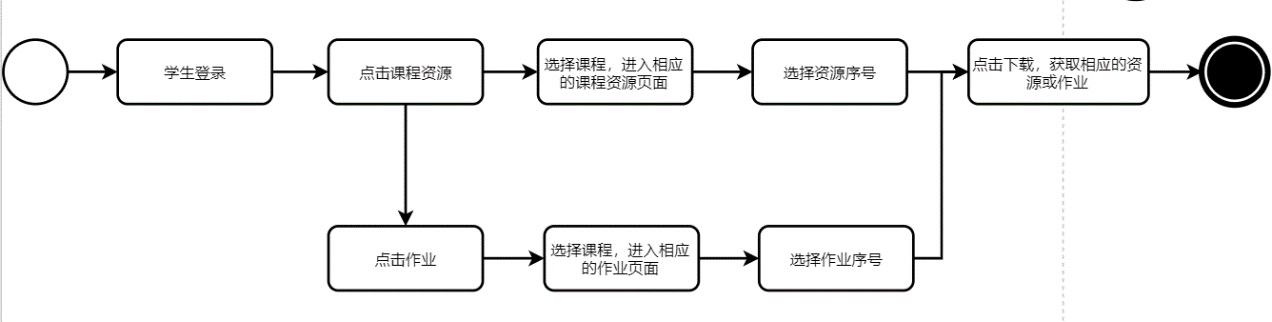 学生登录
点击课程资源
选择课程，进入相应
的课程资源页面
选择资源序号
点击下载，获取相应的资
源或作业
点击作业
选择课程，进入相应
的作业页面
选择作业序号